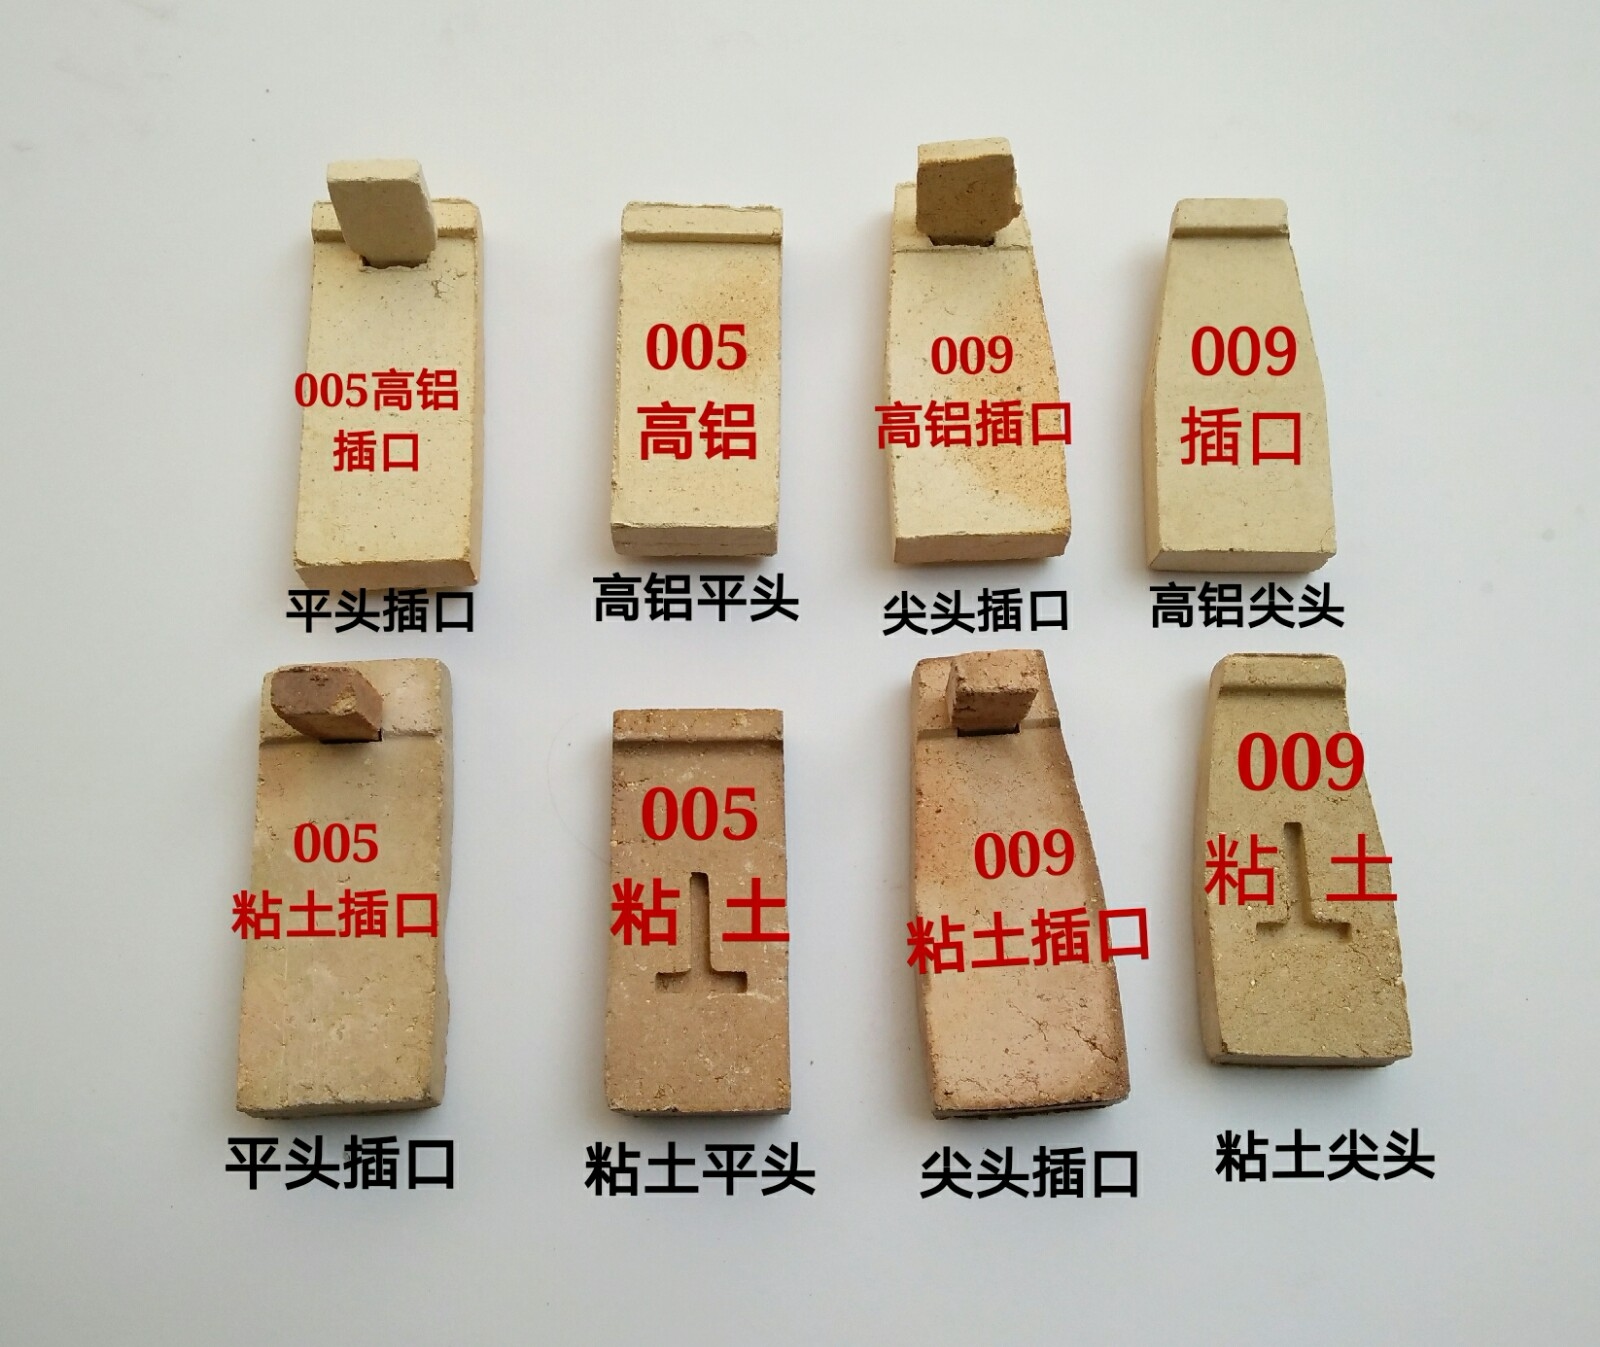 005高铝
插口
平头插口
005
高铝
高铝平头
009
高铝插口
尖头插口
009
插口
高铝尖头
005
粘土插口
平头插口
005
粘 土
粘土平头
009
粘土插口
尖头插口
009
粘 土
粘土尖头